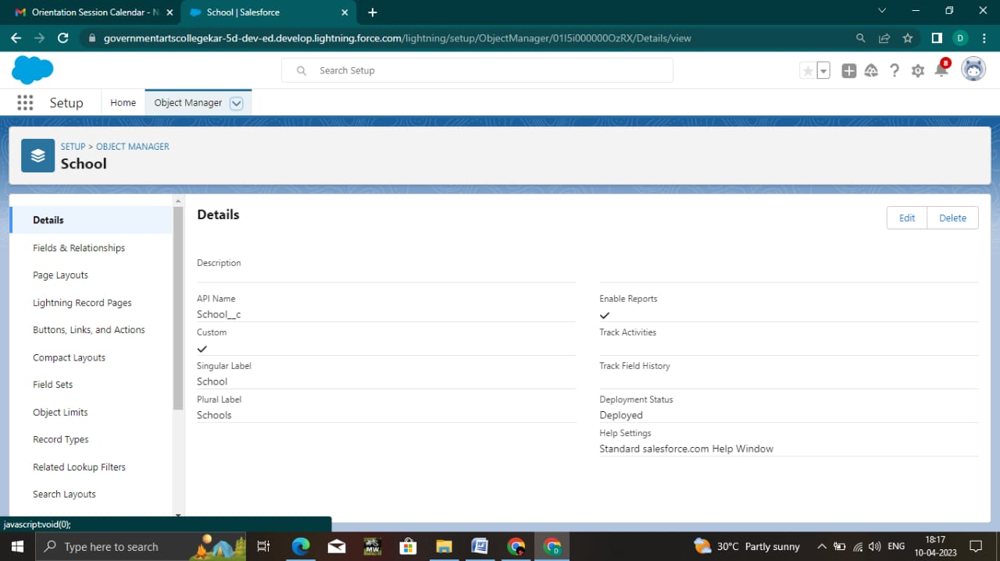 Orientation Session Calendar - N
School | Salesforce
governmentartscollegekar-5d-dev-ed.develop.lightning.force.com/lightning/setup/ObjectManager/01I5i000000OzRX/Details/view
D
Search Setup
8
Setup
Home
Object Manager
SETUP > OBJECT MANAGER
School
Details
Fields & Relationships
Page Layouts
Lightning Record Pages
Buttons, Links, and Actions
Compact Layouts
Field Sets
Object Limits
Record Types
Related Lookup Filters
Search Layouts
Details
Edit
Delete
Description
API Name
School__c
Custom
Singular Label
School
Plural Label
Schools
Enable Reports
Track Activities
Track Field History
Deployment Status
Deployed
Help Settings
Standard salesforce.com Help Window
javascript:void(0);
Type here to search
MW
D
30°C Partly sunny
ENG
18:17
10-04-2023